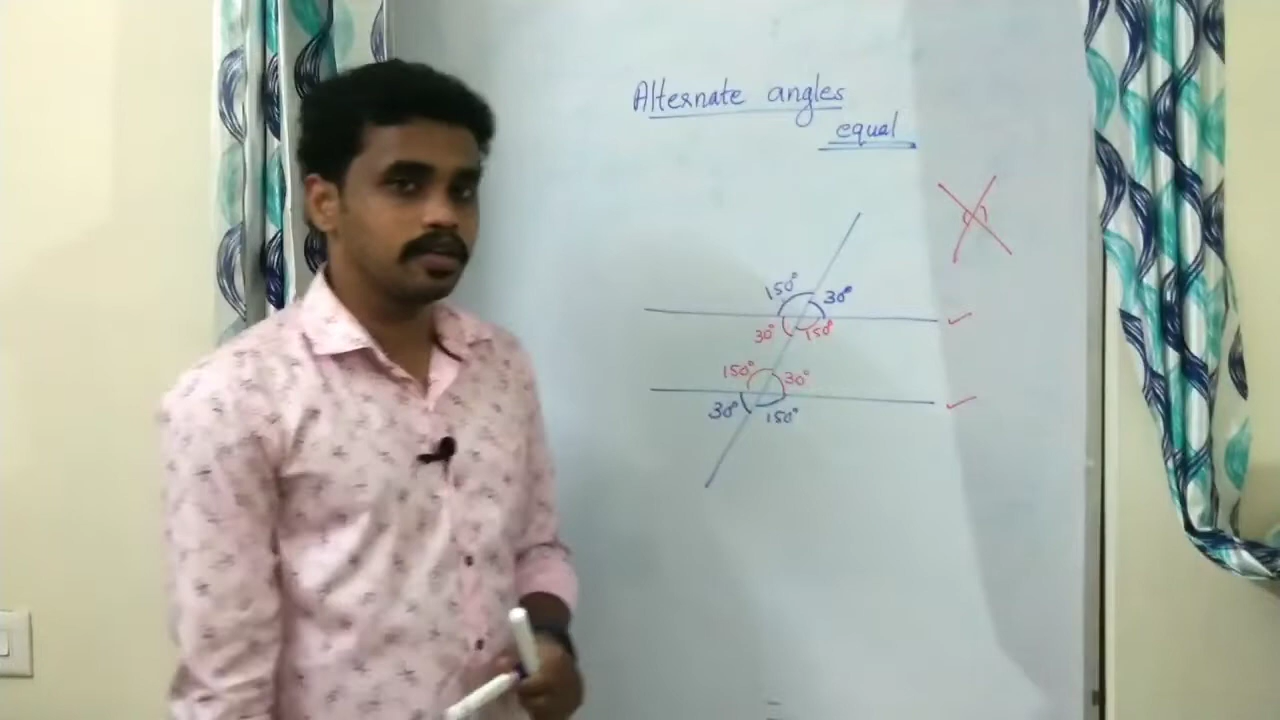 Alternate angles
equal
150° 30°
30° 150°
150° 30°
30° 150°